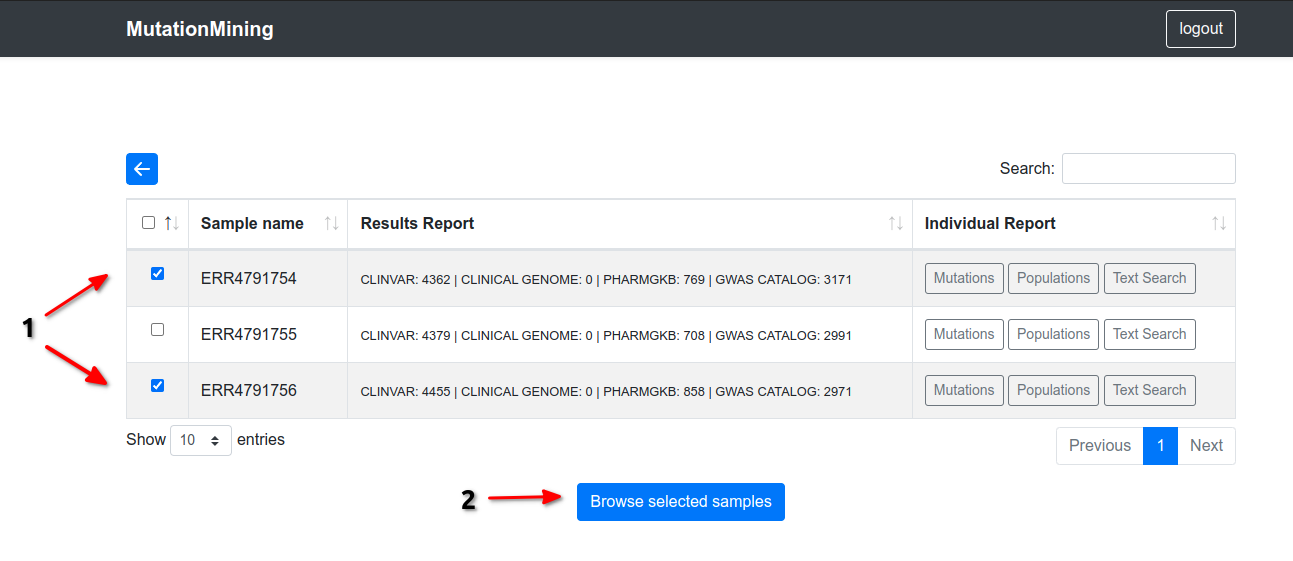 MutationMining logout
Search:
Sample name Results Report Individual Report
ERR4791754 CLINVAR: 4362 | CLINICAL GENOME: 0 | PHARMGKB: 769 | GWAS CATALOG: 3171 Mutations Populations Text Search
1
ERR4791755 CLINVAR: 4379 | CLINICAL GENOME: 0 | PHARMGKB: 708 | GWAS CATALOG: 2991 Mutations Populations Text Search
ERR4791756 CLINVAR: 4455 | CLINICAL GENOME: 0 | PHARMGKB: 858 | GWAS CATALOG: 2971 Mutations Populations Text Search
Show 10 entries Previous 1 Next
2 Browse selected samples